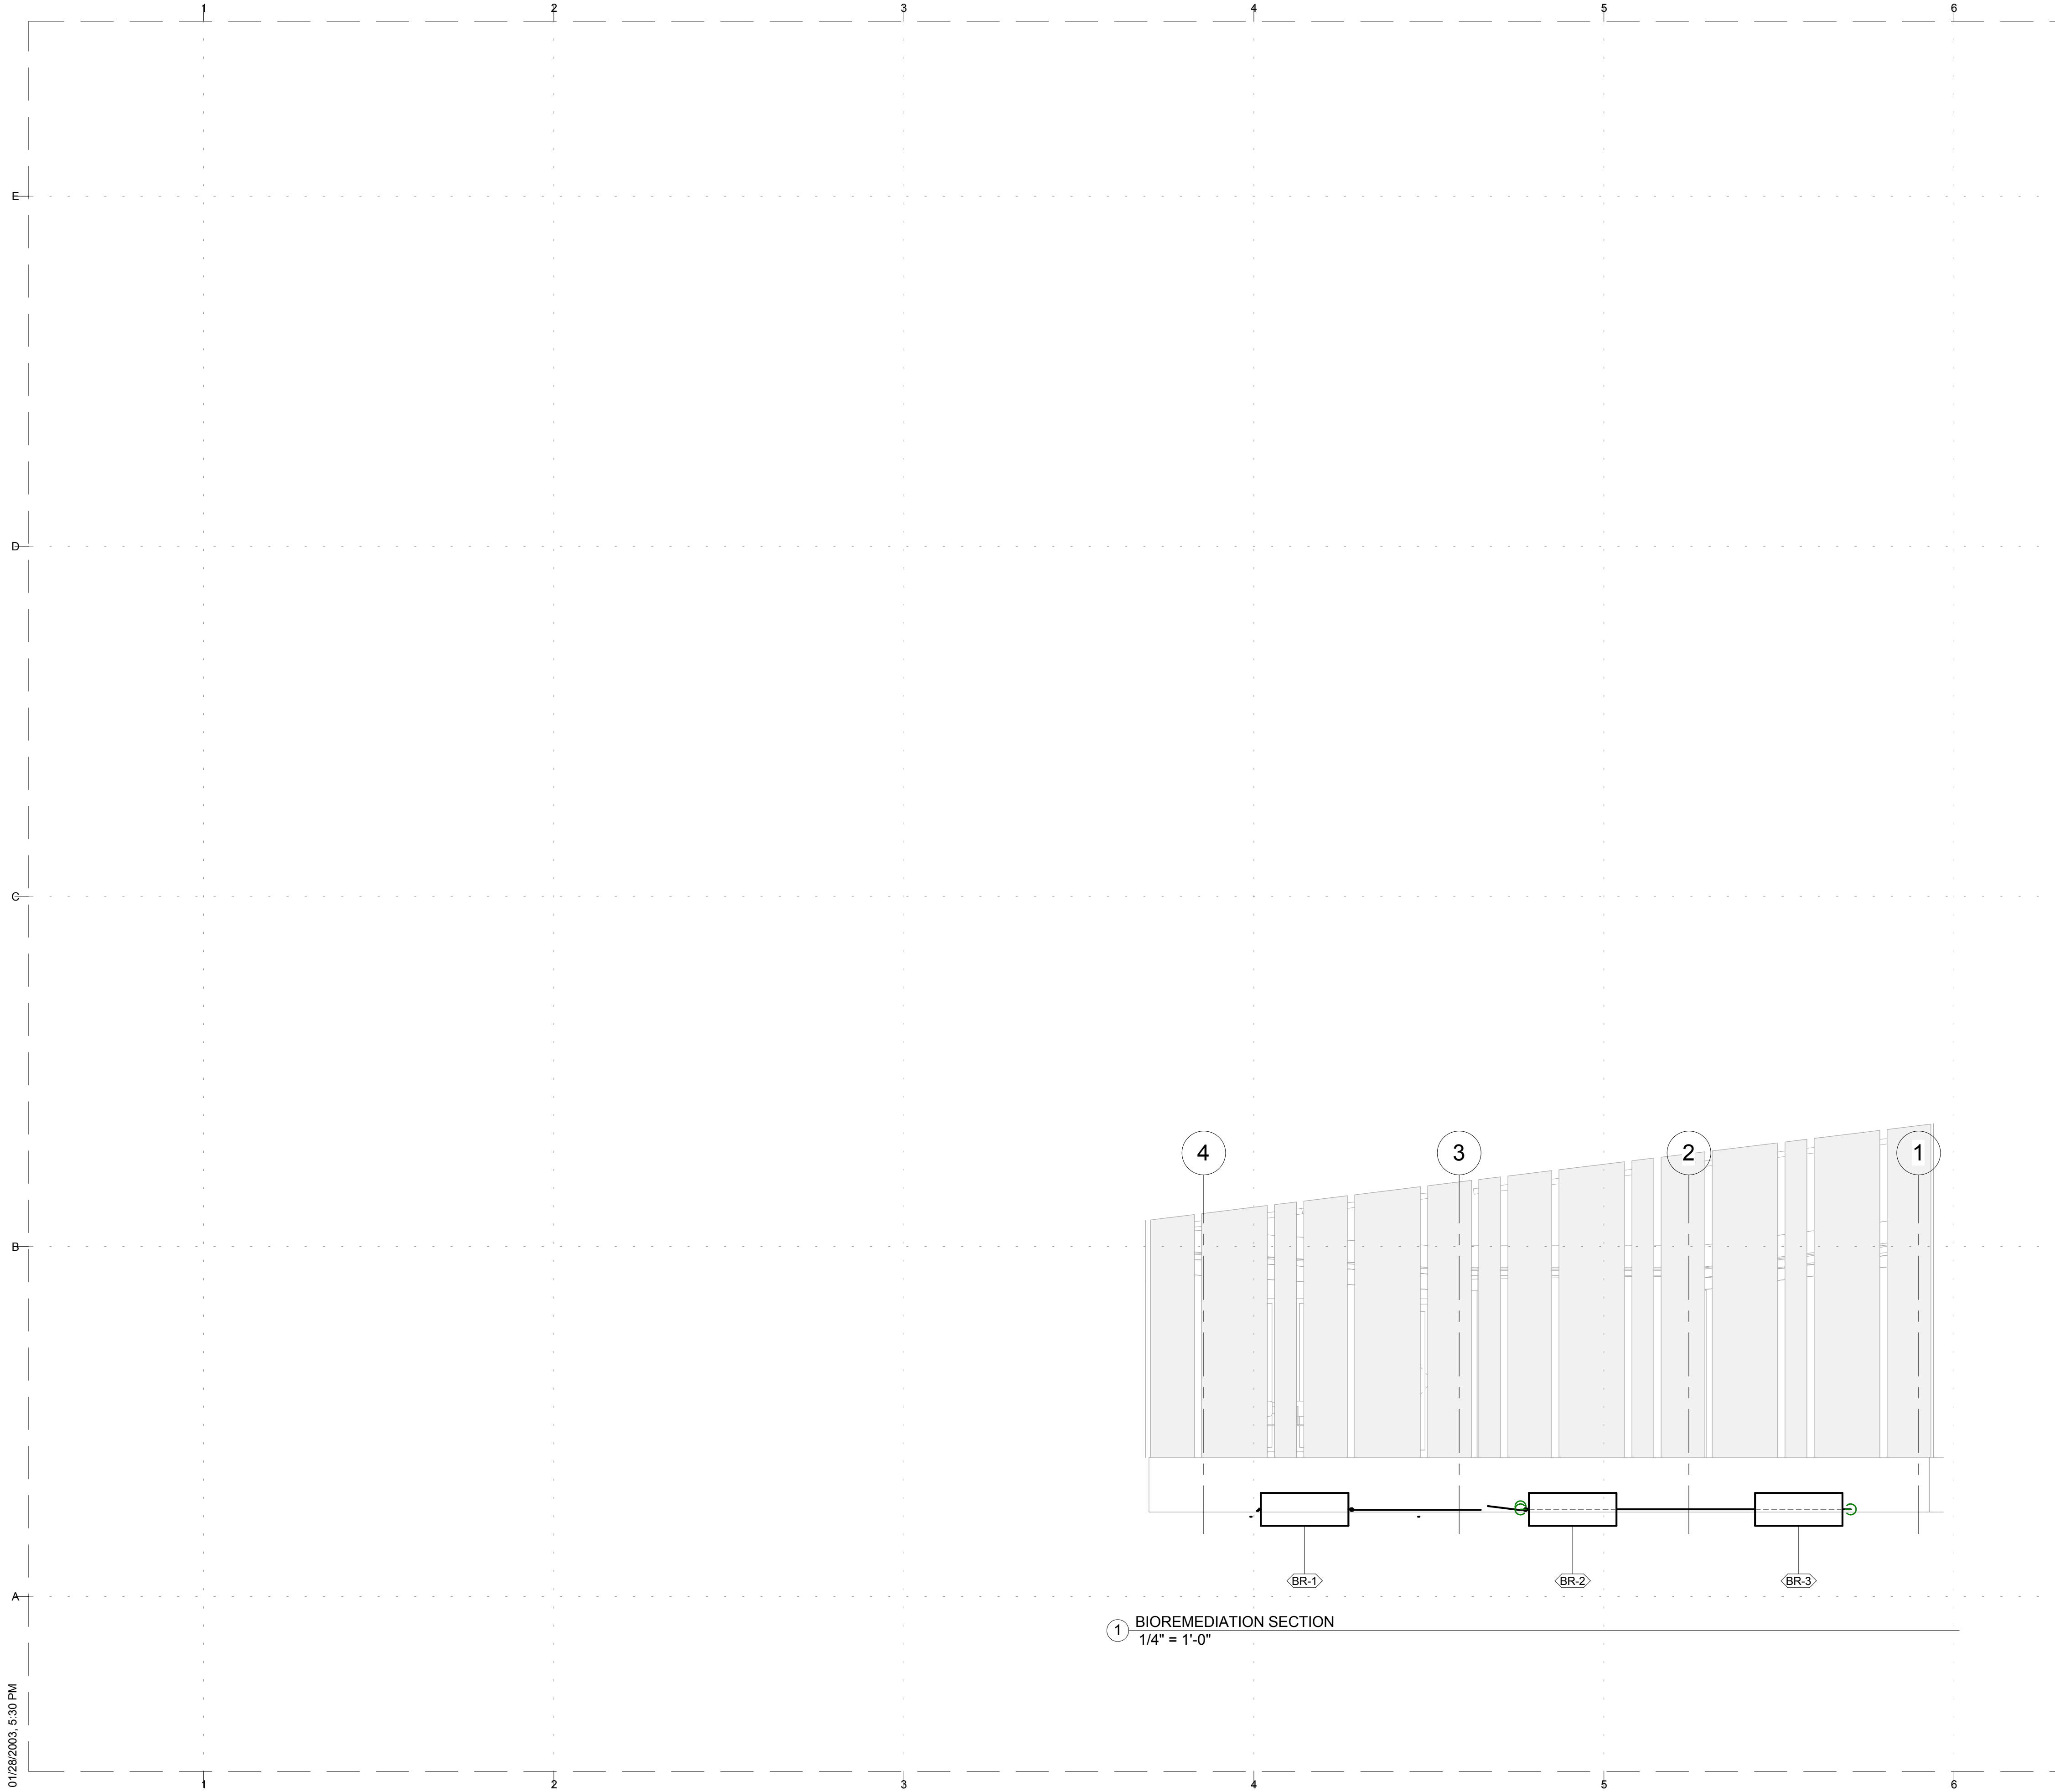 1 2 3 4 5 6
E
D
C
4 3 2 1
B
BR-1 BR-2 BR-3
A
1 BIOREMEDIATION SECTION
1/4" = 1'-0"
01/28/2003, 5:30 PM
1 2 3 4 5 6